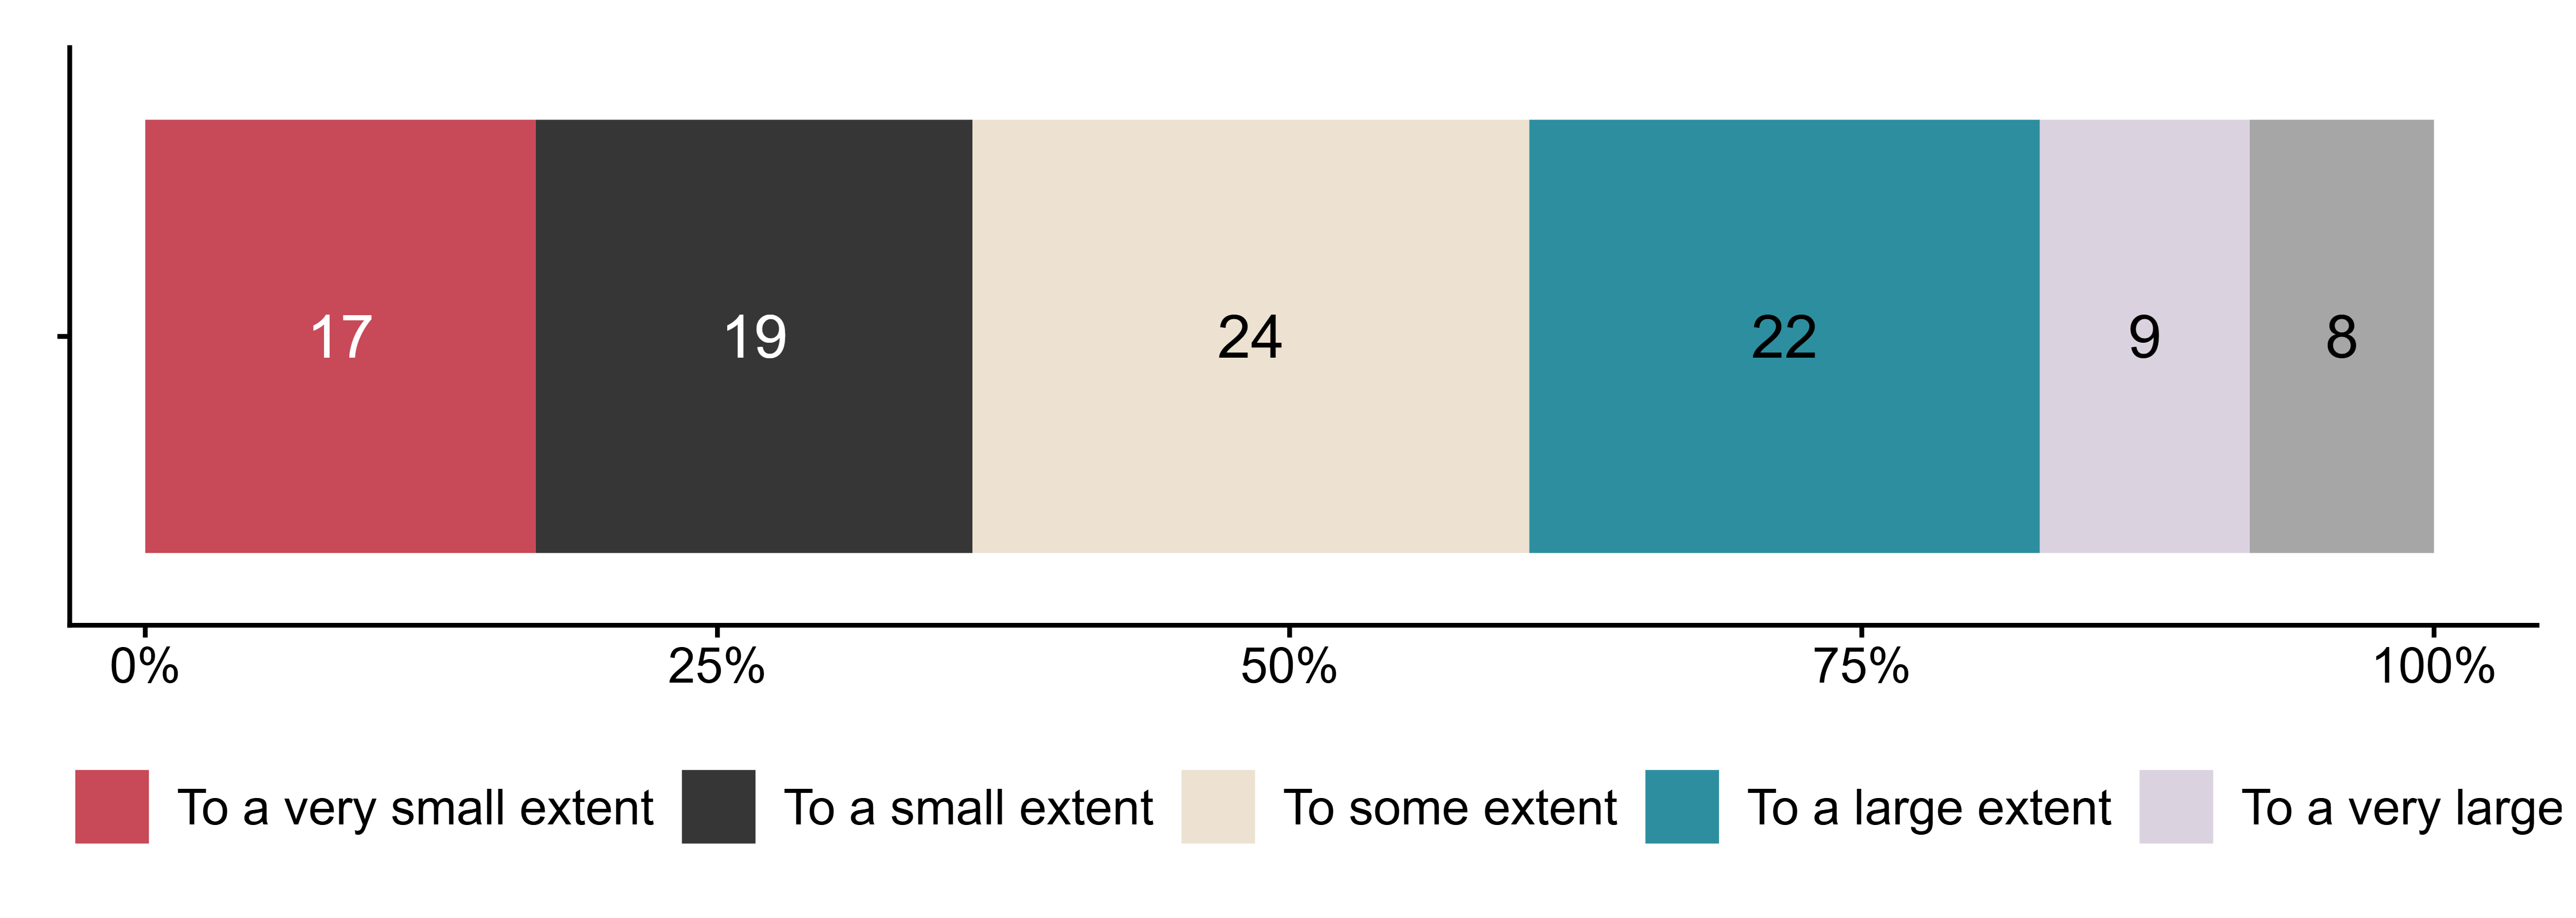 17 19 24 22 9 8
0% 25% 50% 75% 100%
To a very small extent To a small extent To some extent To a large extent To a very large